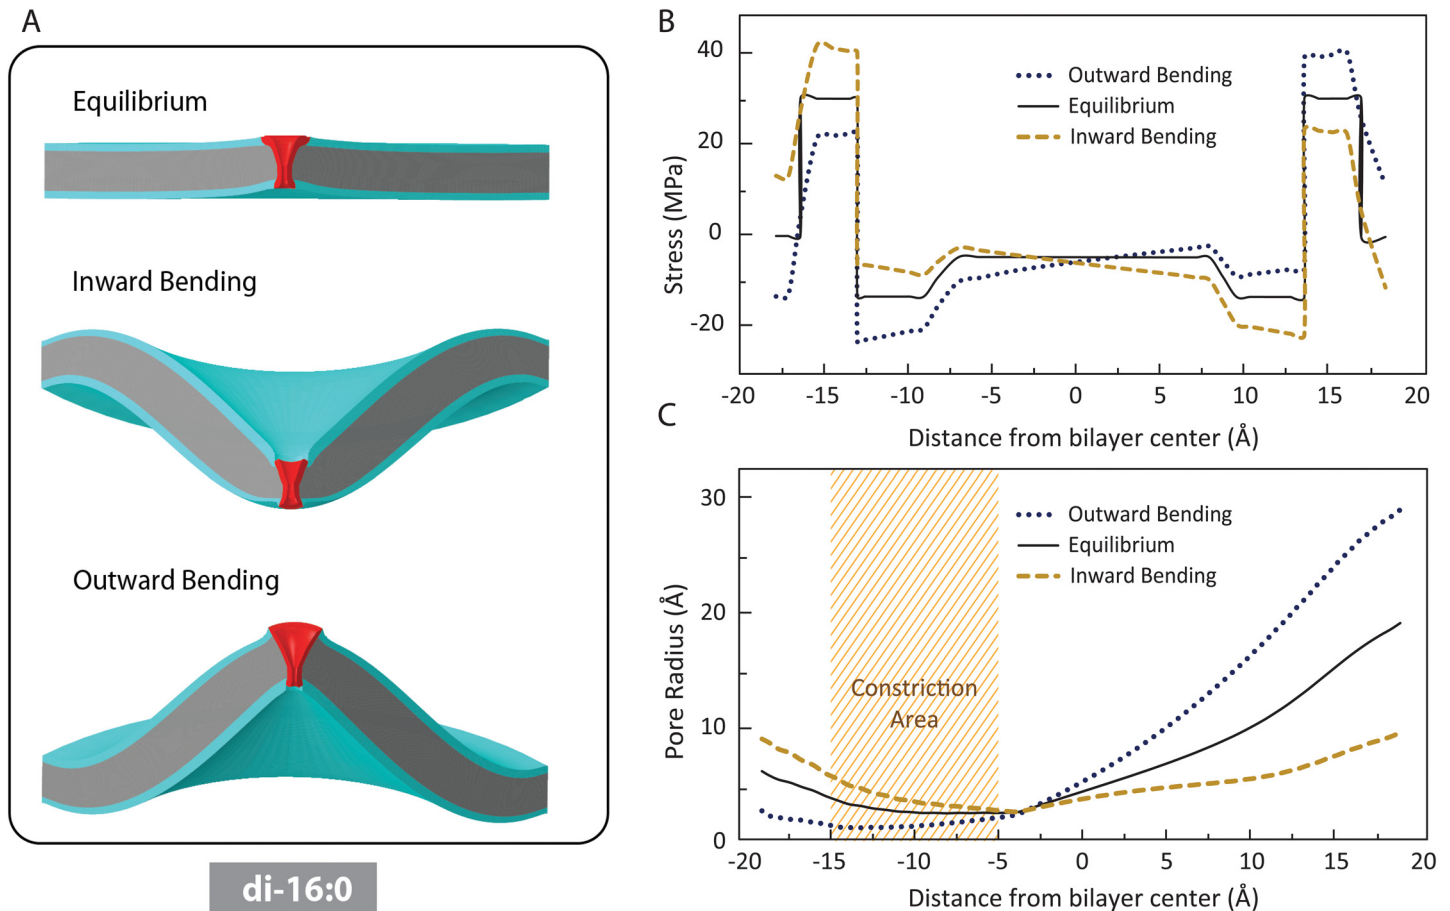 A
Equilibrium
Inward Bending
Outward Bending
di-16:0
B
Outward Bending
Equilibrium
Inward Bending
Stress (MPa)
40
20
0
-20
-20
-15
-10
-5
0
5
10
15
20
Distance from bilayer center (Å)
C
Outward Bending
Equilibrium
Inward Bending
Constriction
Area
Pore Radius (Å)
30
20
10
0
-20
-15
-10
-5
0
5
10
15
20
Distance from bilayer center (Å)